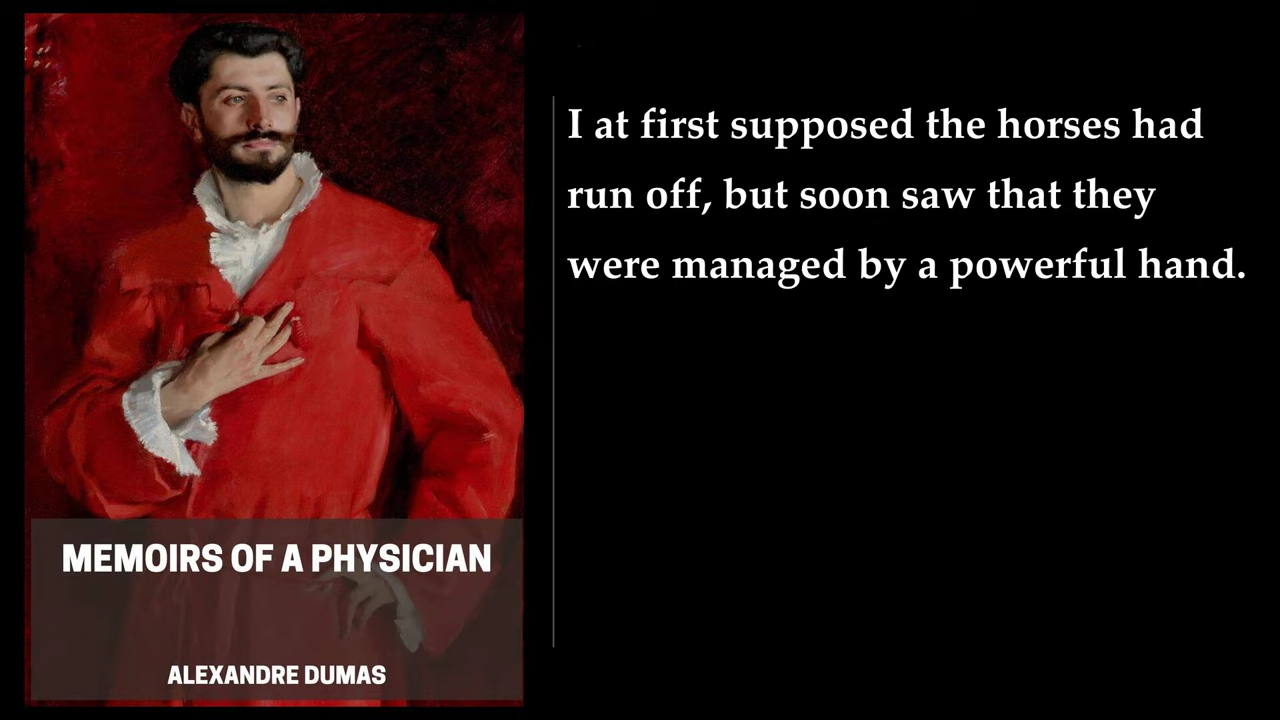 MEMOIRS OF A PHYSICIAN
ALEXANDRE DUMAS
I at first supposed the horses had
run off, but soon saw that they
were managed by a powerful hand.